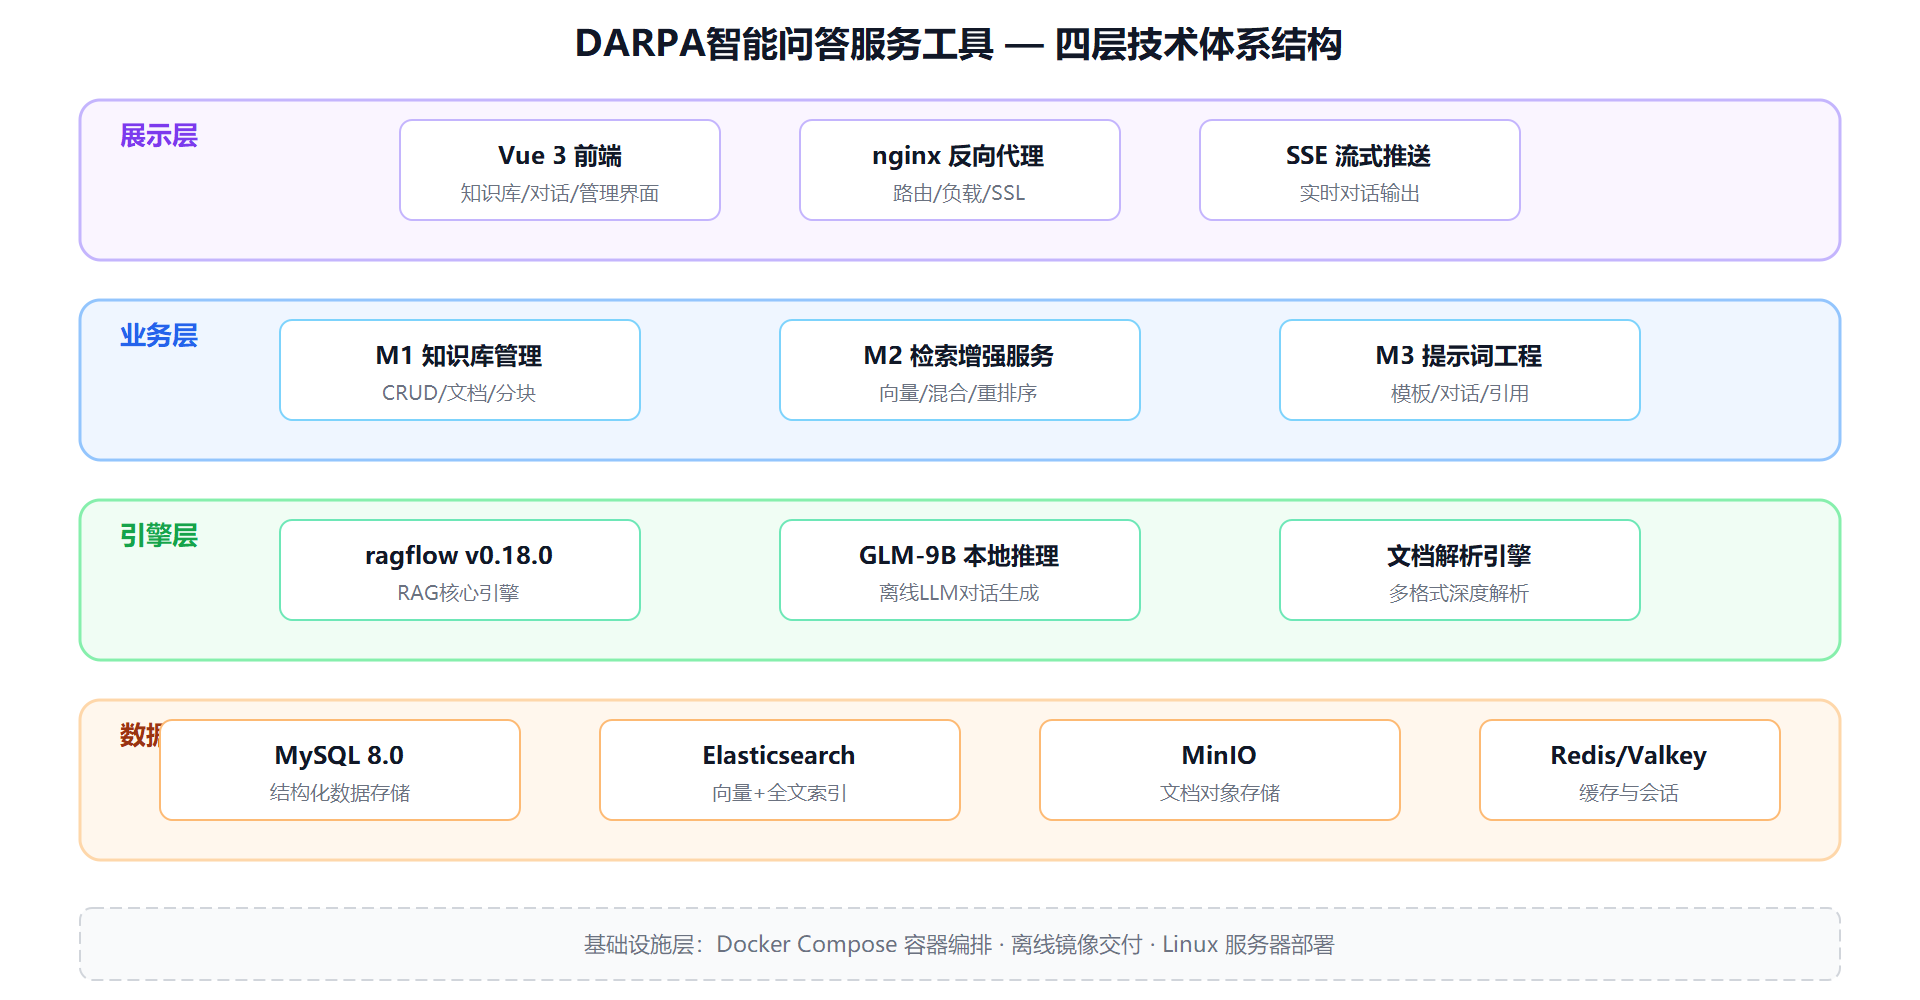 DARPA智能问答服务工具 — 四层技术体系结构
展示层
Vue 3 前端
知识库/对话/管理界面
nginx 反向代理
路由/负载/SSL
SSE 流式推送
实时对话输出
业务层
M1 知识库管理
CRUD/文档/分块
M2 检索增强服务
向量/混合/重排序
M3 提示词工程
模板/对话/引用
引擎层
ragflow v0.18.0
RAG核心引擎
GLM-9B 本地推理
离线LLM对话生成
文档解析引擎
多格式深度解析
数据
MySQL 8.0
结构化数据存储
Elasticsearch
向量+全文索引
MinIO
文档对象存储
Redis/Valkey
缓存与会话
基础设施层：Docker Compose 容器编排 · 离线镜像交付 · Linux 服务器部署